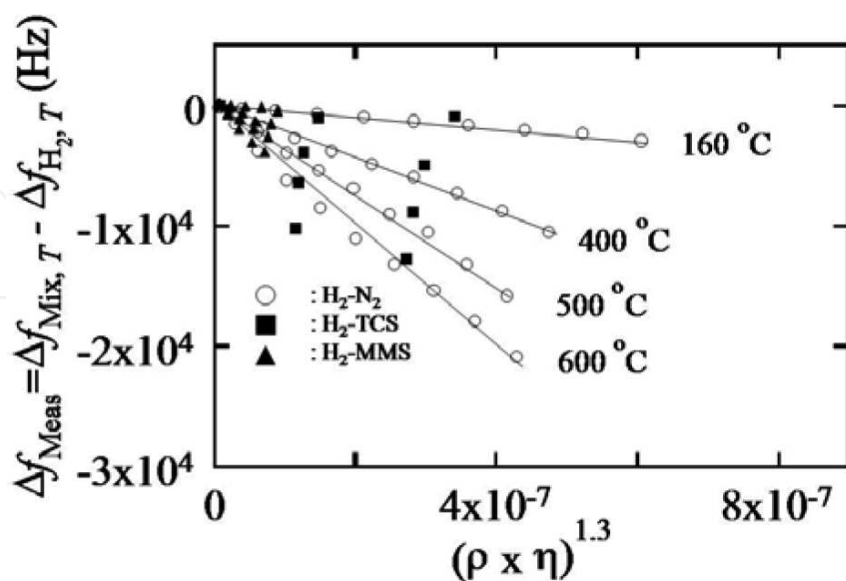 Δf_Meas = Δf_Mix, T - Δf_H₂, T (Hz)
0
-1x10⁴
-2x10⁴
-3x10⁴
160 °C
400 °C
500 °C
600 °C
: H₂-N₂
: H₂-TCS
: H₂-MMS
0
4x10⁻⁷
8x10⁻⁷
(ρ x η)^1.3